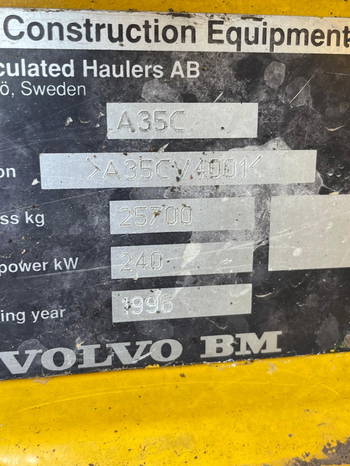 Construction Equipment
culated Haulers AB
ö, Sweden
A35C
on >A35CV4001<
ss kg 25700
power kW 240
ing year 1996
VOLVO BM